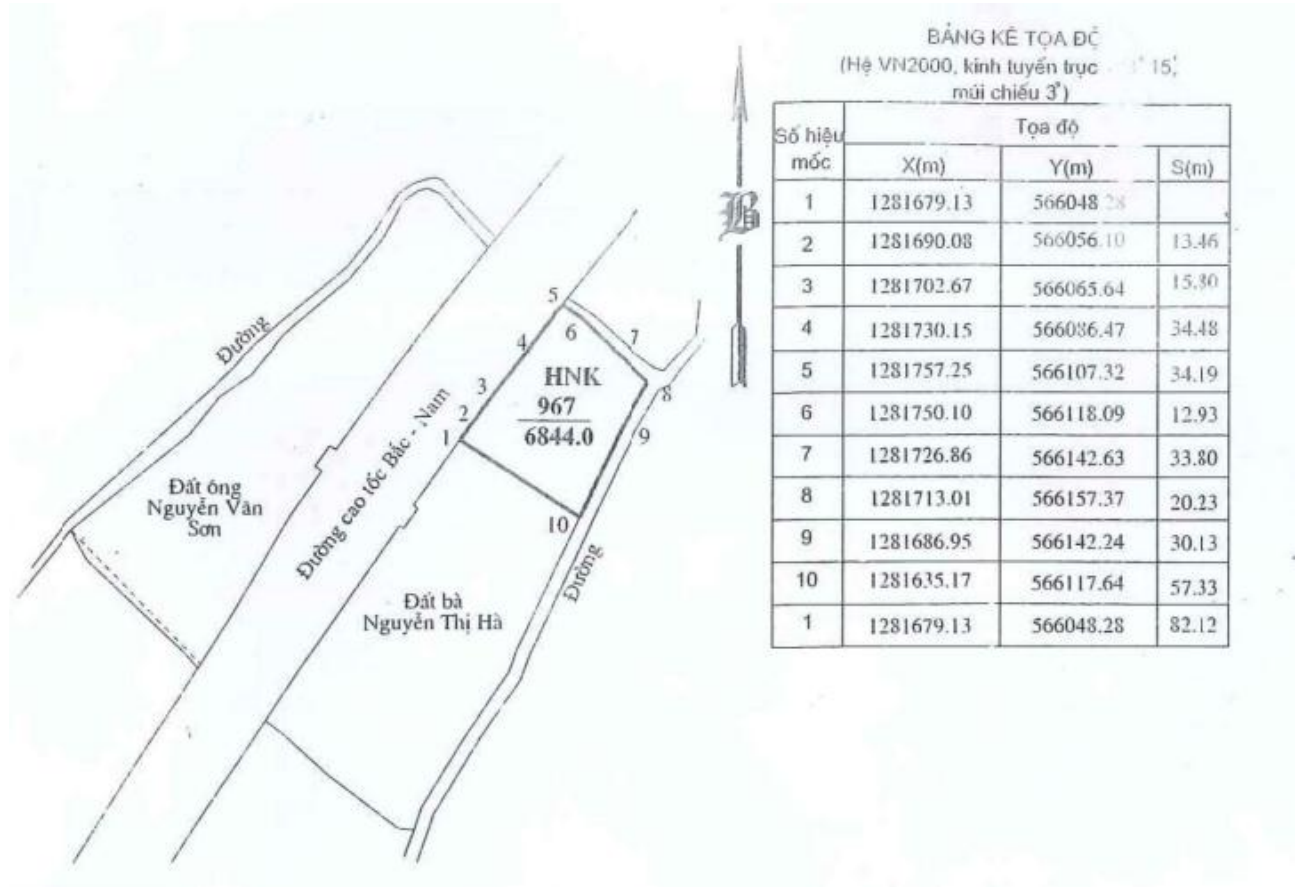 BẢNG KÊ TỌA ĐỘ
(Hệ VN2000, kinh tuyến trục 15'
múi chiếu 3°)
Số hiệu mốc Tọa độ
X(m) Y(m) S(m)
1 1281679.13 566048.28
2 1281690.08 566056.10 13.46
3 1281702.67 566065.64 15.80
4 1281730.15 566086.47 34.48
5 1281757.25 566107.32 34.19
6 1281750.10 566118.09 12.93
7 1281726.86 566142.63 33.80
8 1281713.01 566157.37 20.23
9 1281686.95 566142.24 30.13
10 1281635.17 566117.64 57.33
1 1281679.13 566048.28 82.12
B
Đường
5
6
7
4
HNK
8
3
967
2
6844.0
9
1
Đường cao tốc Bắc - Nam
Đất ông
Nguyễn Văn
Sơn
10
Đường
Đất bà
Nguyễn Thị Hà